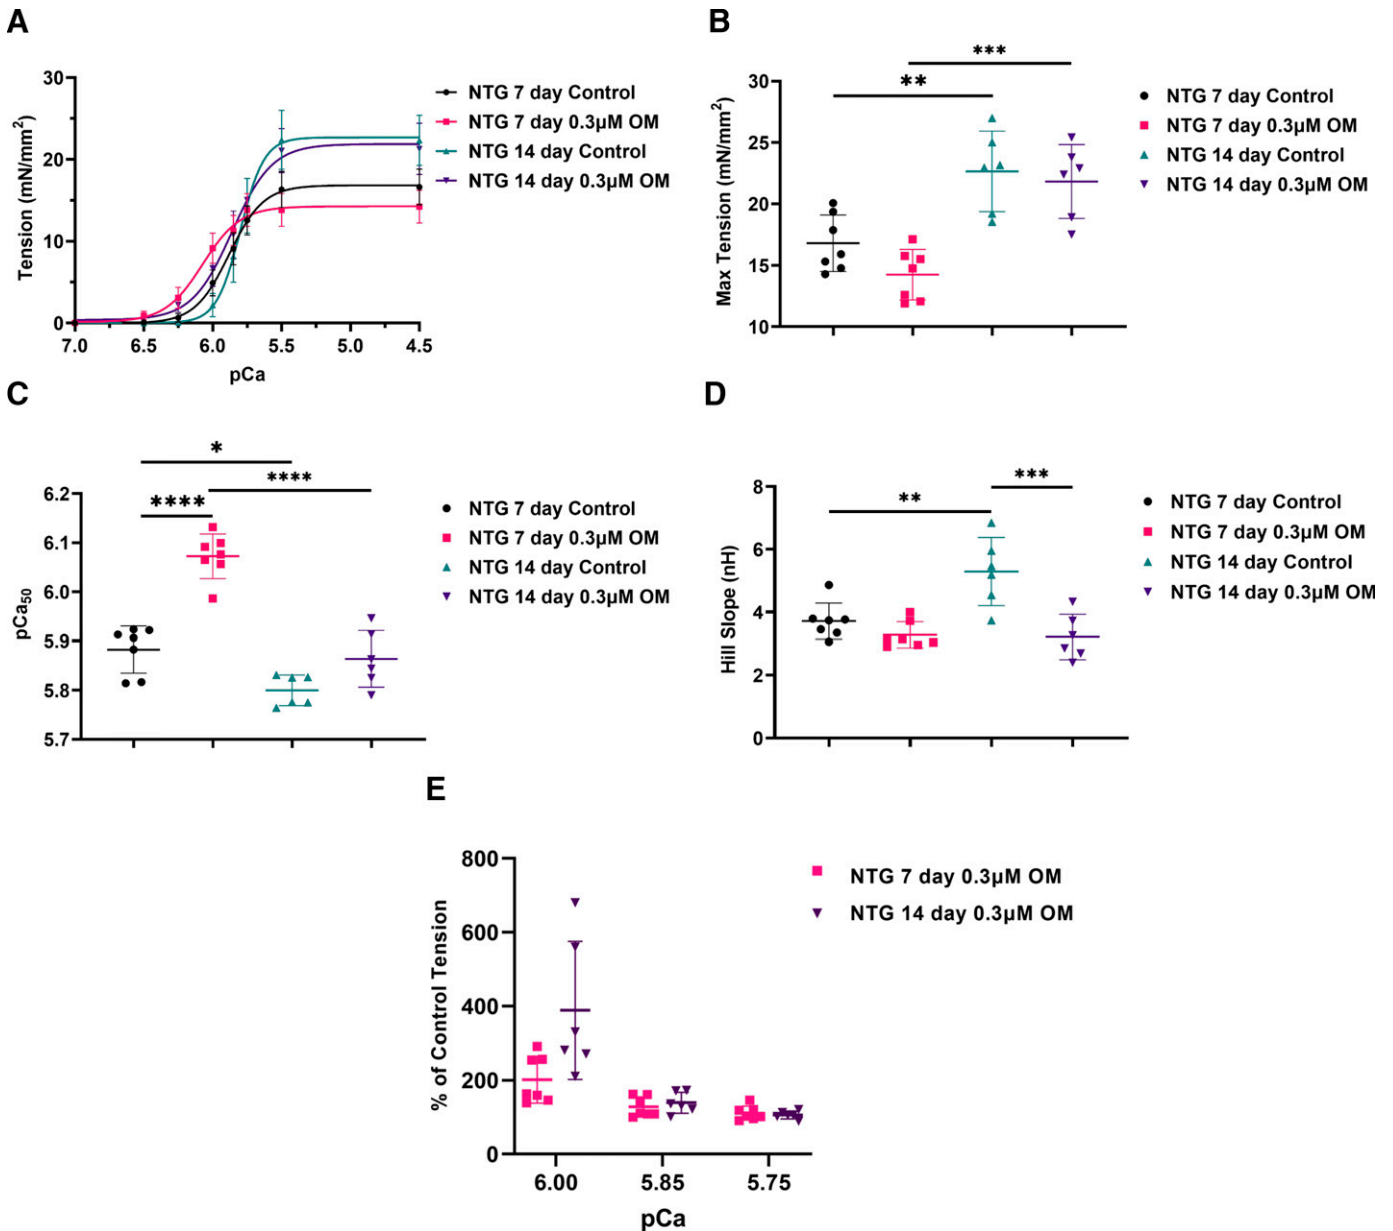 A
Tension (mN/mm²)
30
20
10
0
7.0 6.5 6.0 5.5 5.0 4.5
pCa
NTG 7 day Control
NTG 7 day 0.3µM OM
NTG 14 day Control
NTG 14 day 0.3µM OM
B
Max Tension (mN/mm²)
30
25
20
15
10
***
**
NTG 7 day Control
NTG 7 day 0.3µM OM
NTG 14 day Control
NTG 14 day 0.3µM OM
C
pCa₅₀
6.2
6.1
6.0
5.9
5.8
5.7
*
****
****
NTG 7 day Control
NTG 7 day 0.3µM OM
NTG 14 day Control
NTG 14 day 0.3µM OM
D
Hill Slope (nH)
8
6
4
2
0
***
**
NTG 7 day Control
NTG 7 day 0.3µM OM
NTG 14 day Control
NTG 14 day 0.3µM OM
E
% of Control Tension
800
600
400
200
0
6.00 5.85 5.75
pCa
NTG 7 day 0.3µM OM
NTG 14 day 0.3µM OM